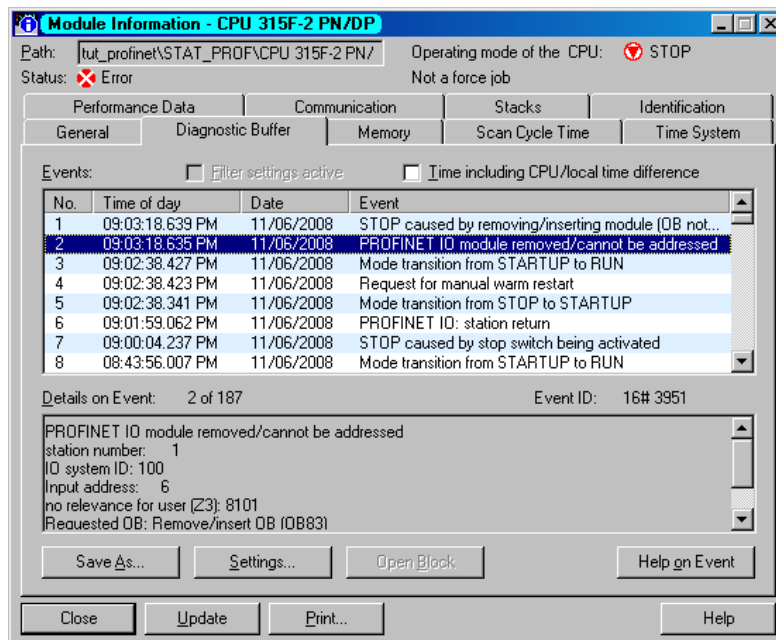 Module Information - CPU 315F-2 PN/DP
Path: tut_profinet\STAT_PROF\CPU 315F-2 PN/ Operating mode of the CPU: STOP
Status: Error Not a force job
Performance Data Communication Stacks Identification
General Diagnostic Buffer Memory Scan Cycle Time Time System
Events: Filter settings active Time including CPU/local time difference
No. Time of day Date Event
1 09:03:18.639 PM 11/06/2008 STOP caused by removing/inserting module (OB not...
2 09:03:18.635 PM 11/06/2008 PROFINET IO module removed/cannot be addressed
3 09:02:38.427 PM 11/06/2008 Mode transition from STARTUP to RUN
4 09:02:38.423 PM 11/06/2008 Request for manual warm restart
5 09:02:38.341 PM 11/06/2008 Mode transition from STOP to STARTUP
6 09:01:59.062 PM 11/06/2008 PROFINET IO: station return
7 09:00:04.237 PM 11/06/2008 STOP caused by stop switch being activated
8 08:43:56.007 PM 11/06/2008 Mode transition from STARTUP to RUN
Details on Event: 2 of 187 Event ID: 16# 3951
PROFINET IO module removed/cannot be addressed
station number: 1
IO system ID: 100
Input address: 6
no relevance for user (Z3): 8101
Requested OB: Remove/insert OB (OB83)
Save As... Settings... Open Block Help on Event
Close Update Print... Help